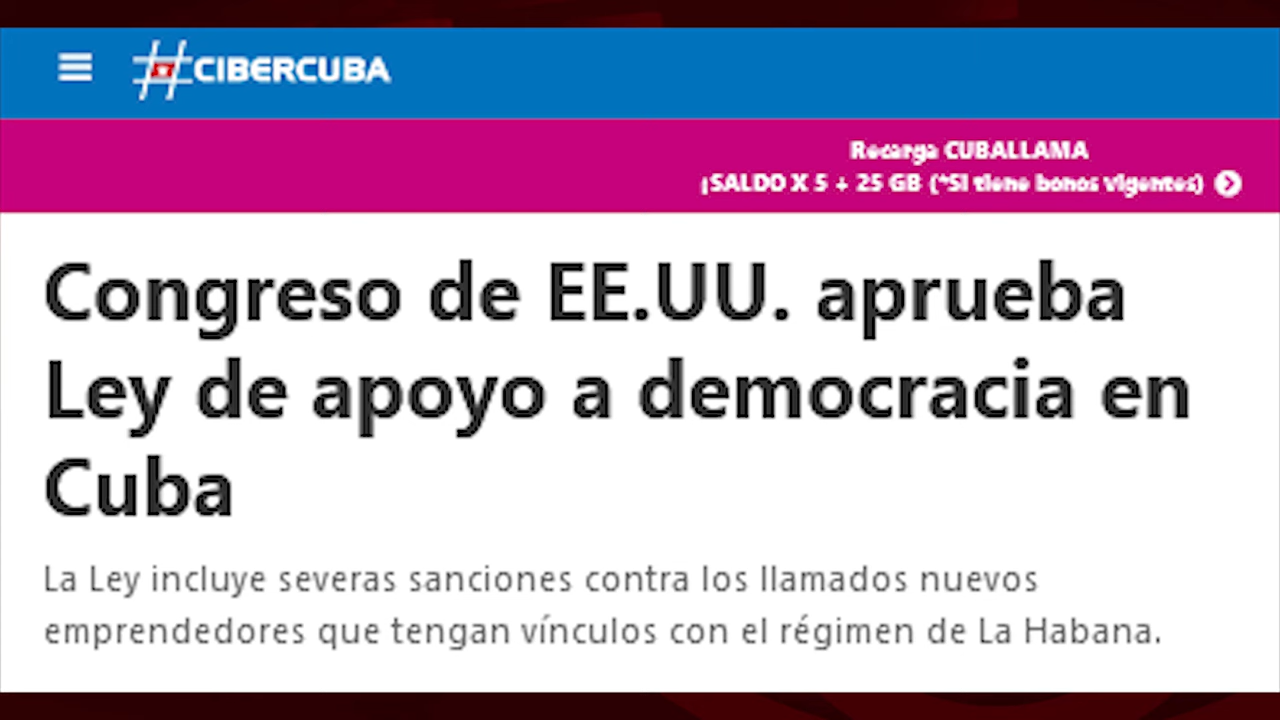 #CIBERCUBA
Recarga CUBALLAMA
¡SALDO X 5 + 25 GB (*Si tiene bonos vigentes)
Congreso de EE.UU. aprueba
Ley de apoyo a democracia en
Cuba
La Ley incluye severas sanciones contra los llamados nuevos
emprendedores que tengan vínculos con el régimen de La Habana.